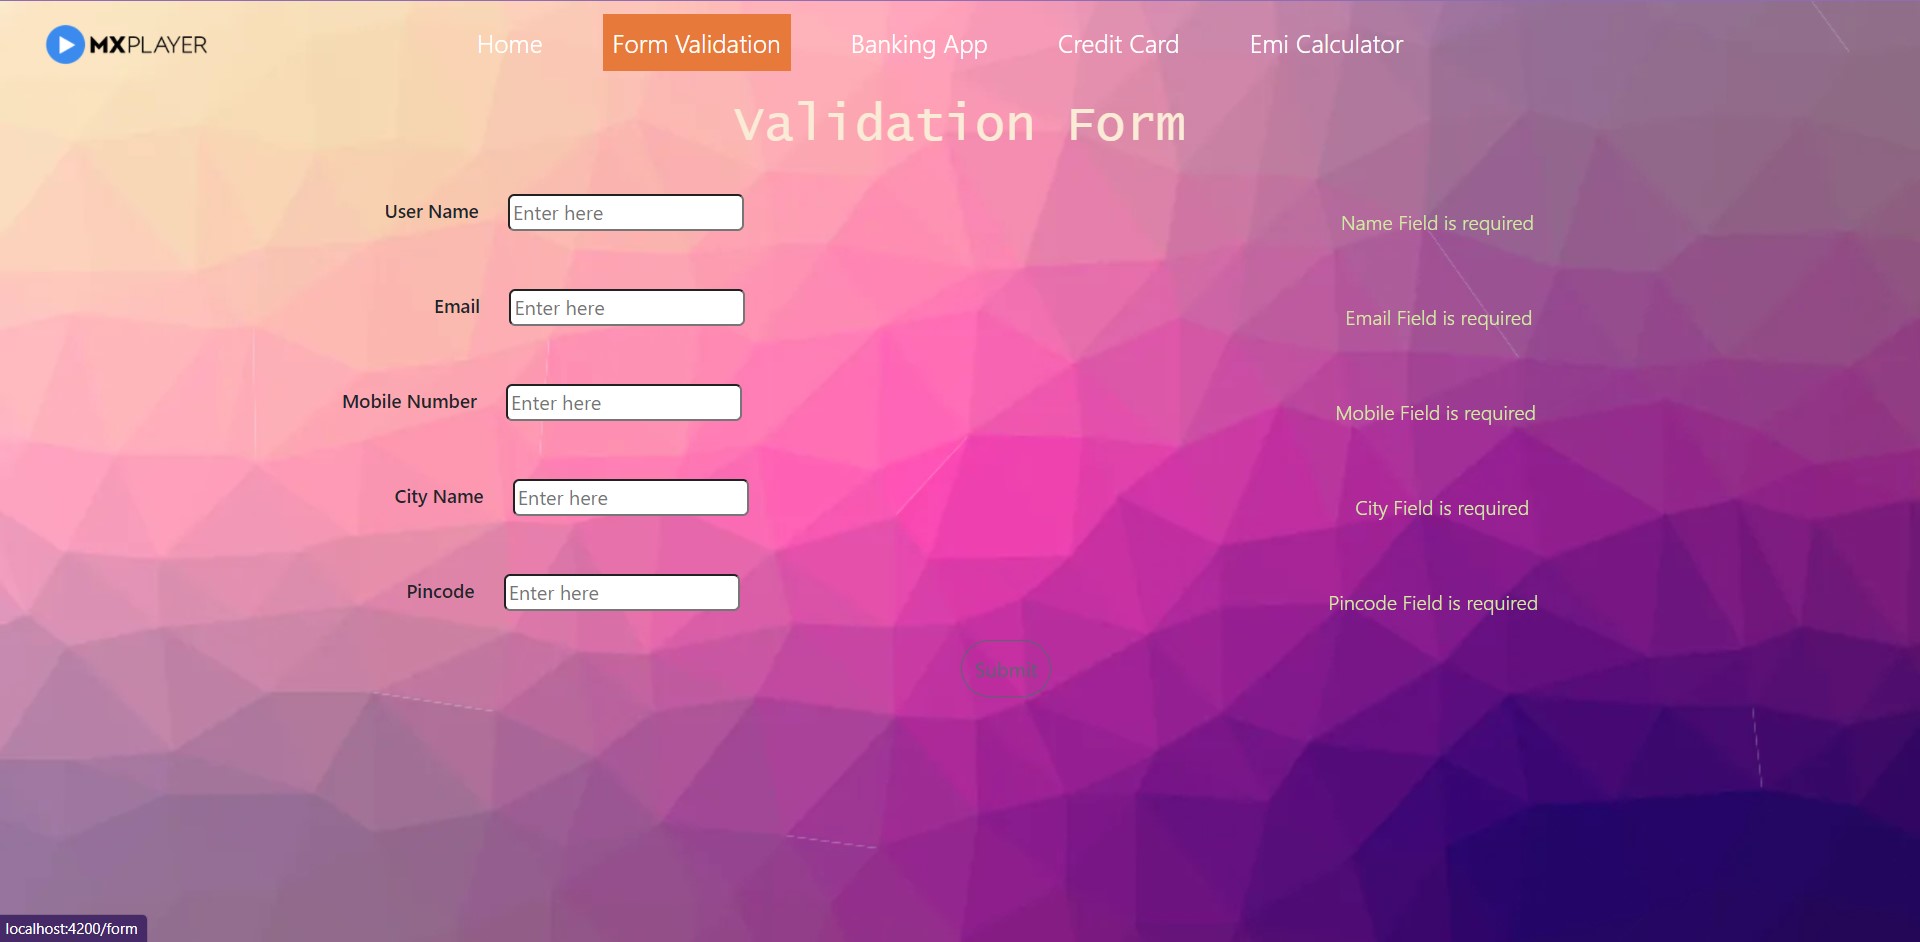 MXPLAYER
Home Form Validation Banking App Credit Card Emi Calculator
Validation Form
User Name Enter here Name Field is required
Email Enter here Email Field is required
Mobile Number Enter here Mobile Field is required
City Name Enter here City Field is required
Pincode Enter here Pincode Field is required
Submit
localhost:4200/form